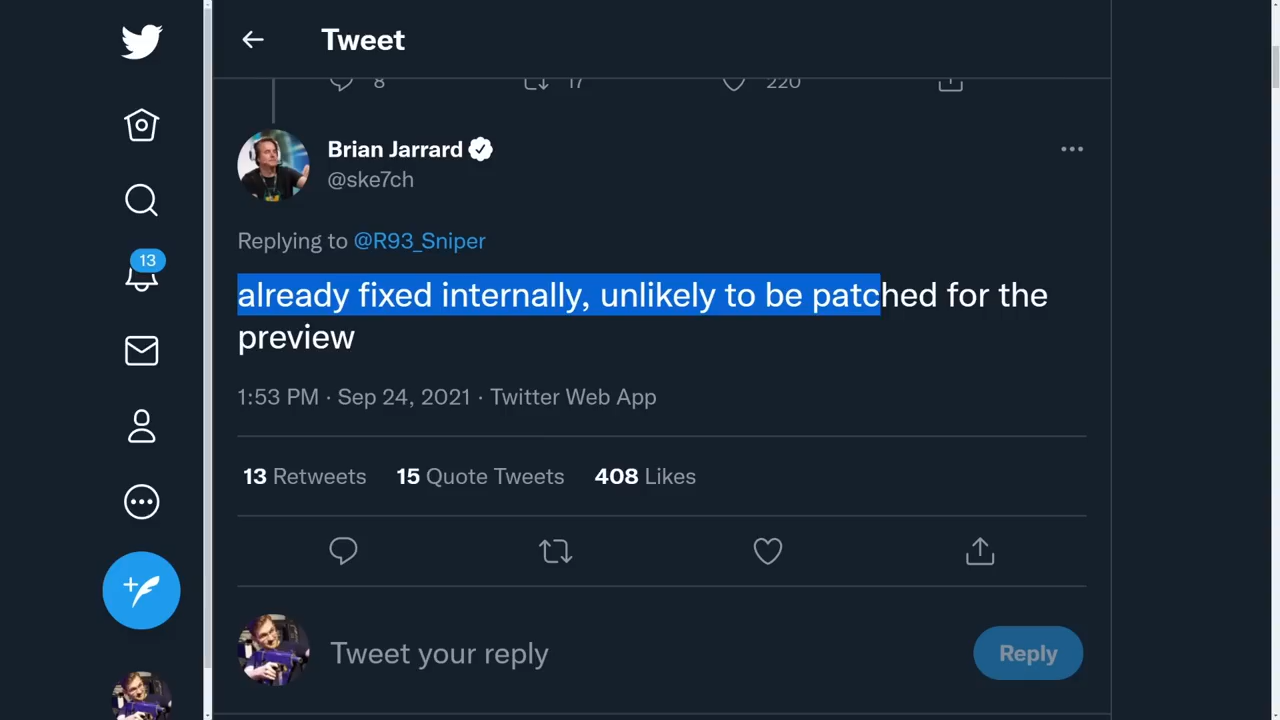 Tweet
8 17 220
Brian Jarrard
@ske7ch
Replying to @R93_Sniper
already fixed internally, unlikely to be patched for the
preview
1:53 PM · Sep 24, 2021 · Twitter Web App
13 Retweets 15 Quote Tweets 408 Likes
13
Tweet your reply
Reply